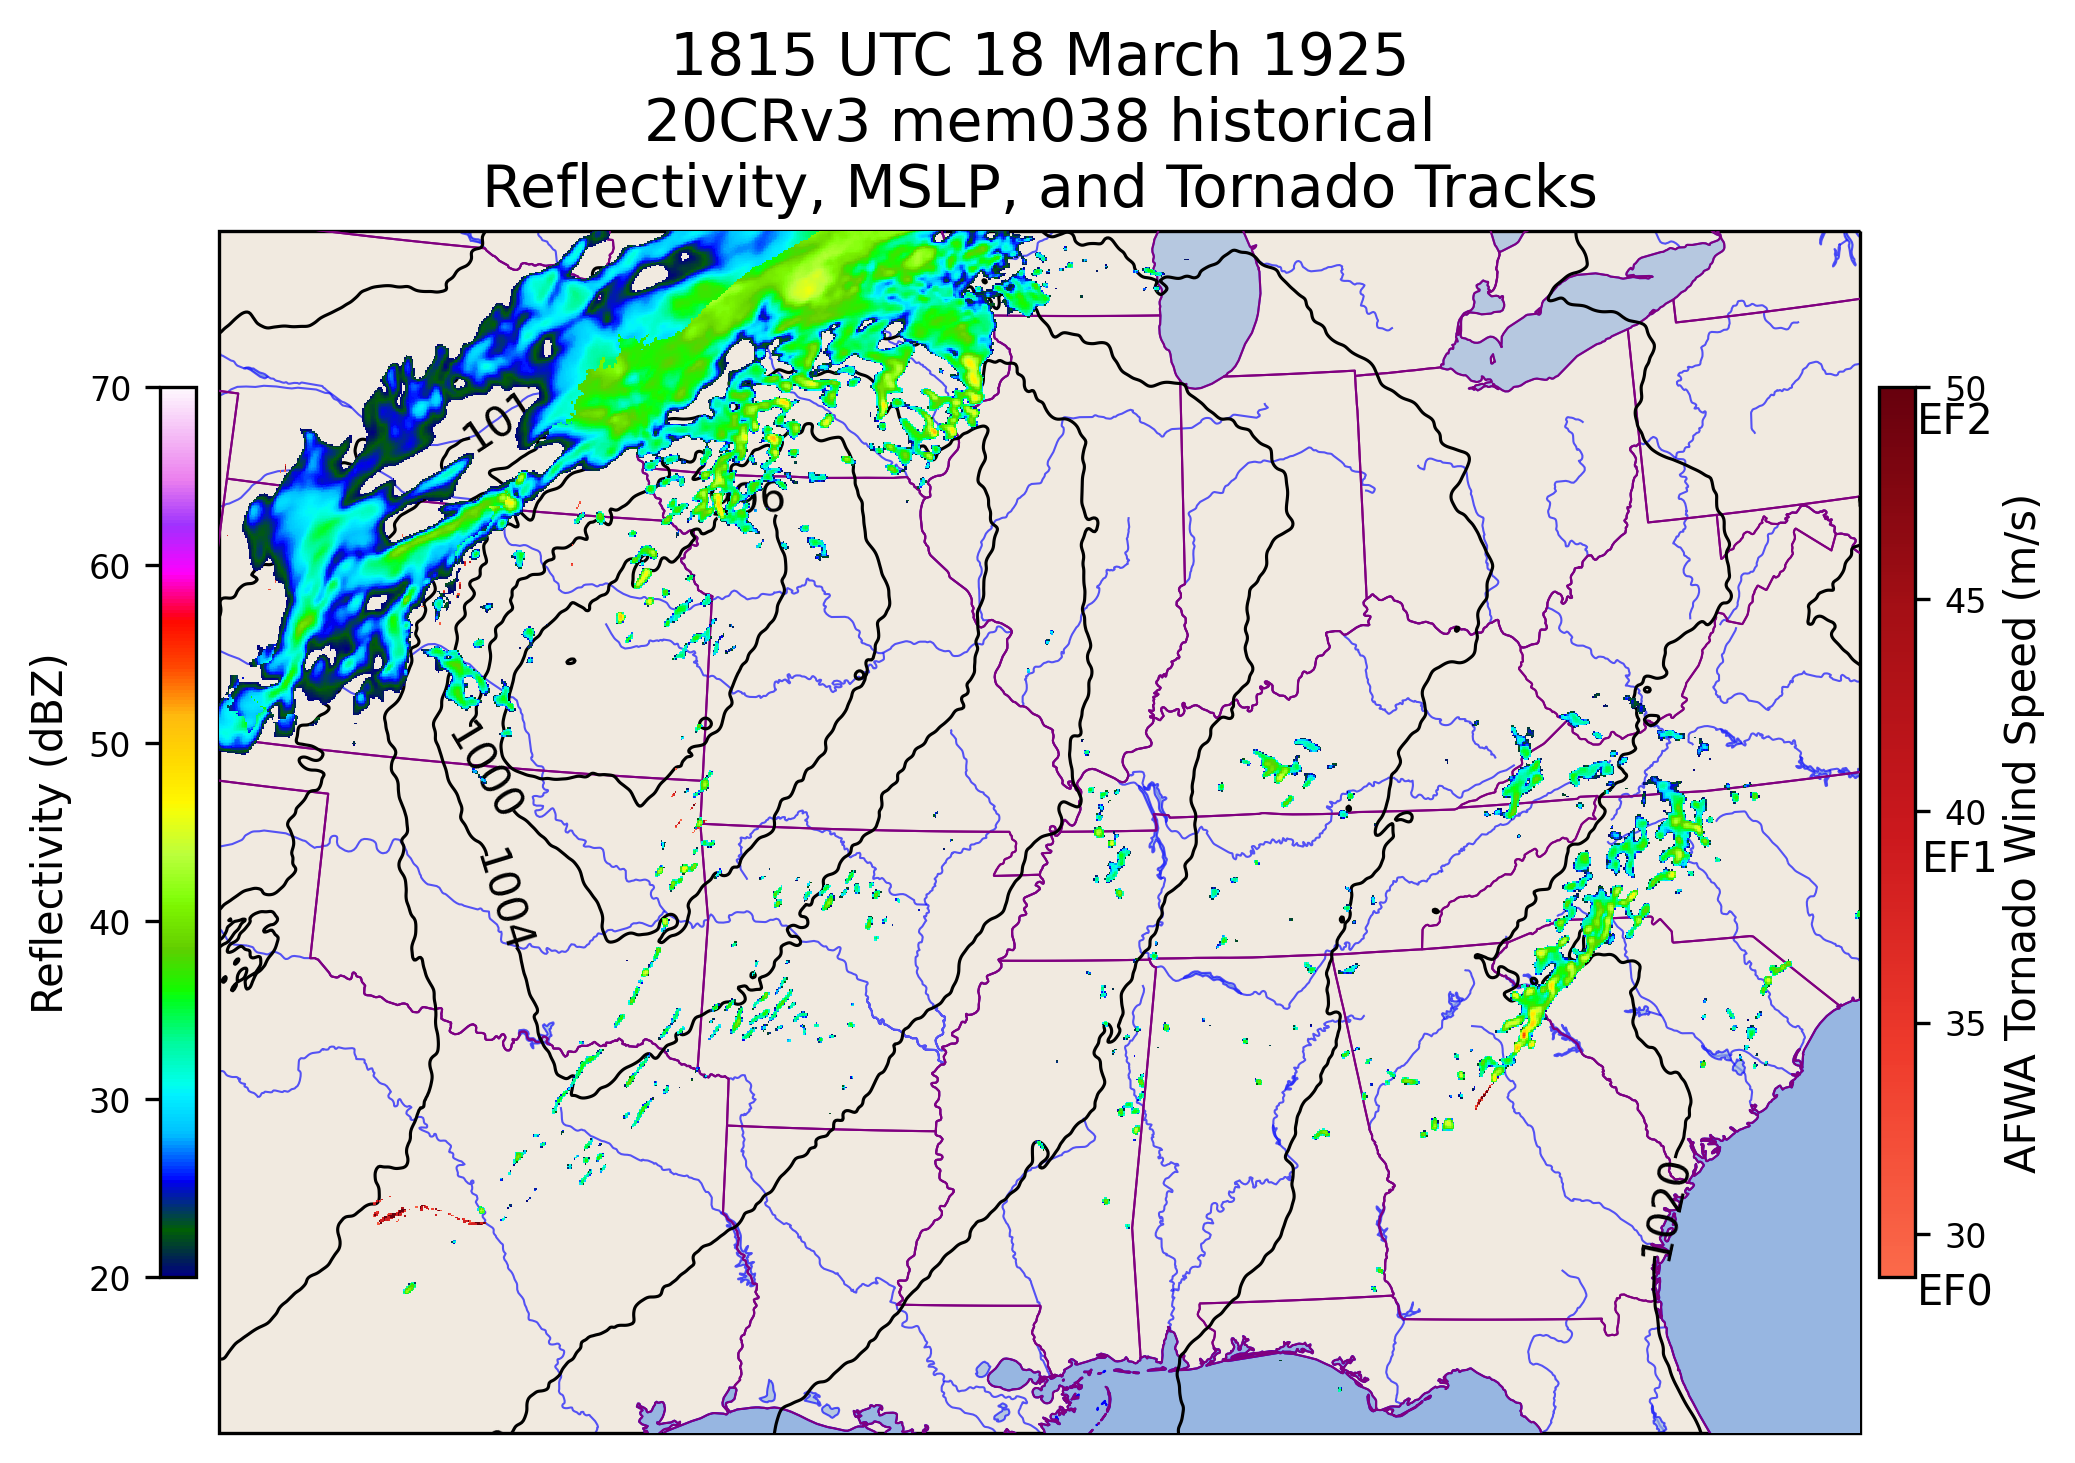 1815 UTC 18 March 1925
20CRv3 mem038 historical
Reflectivity, MSLP, and Tornado Tracks
Reflectivity (dBZ)
70
60
50
40
30
20
101
1000
1004
1020
50
EF2
45
40
EF1
35
30
EF0
AFWA Tornado Wind Speed (m/s)